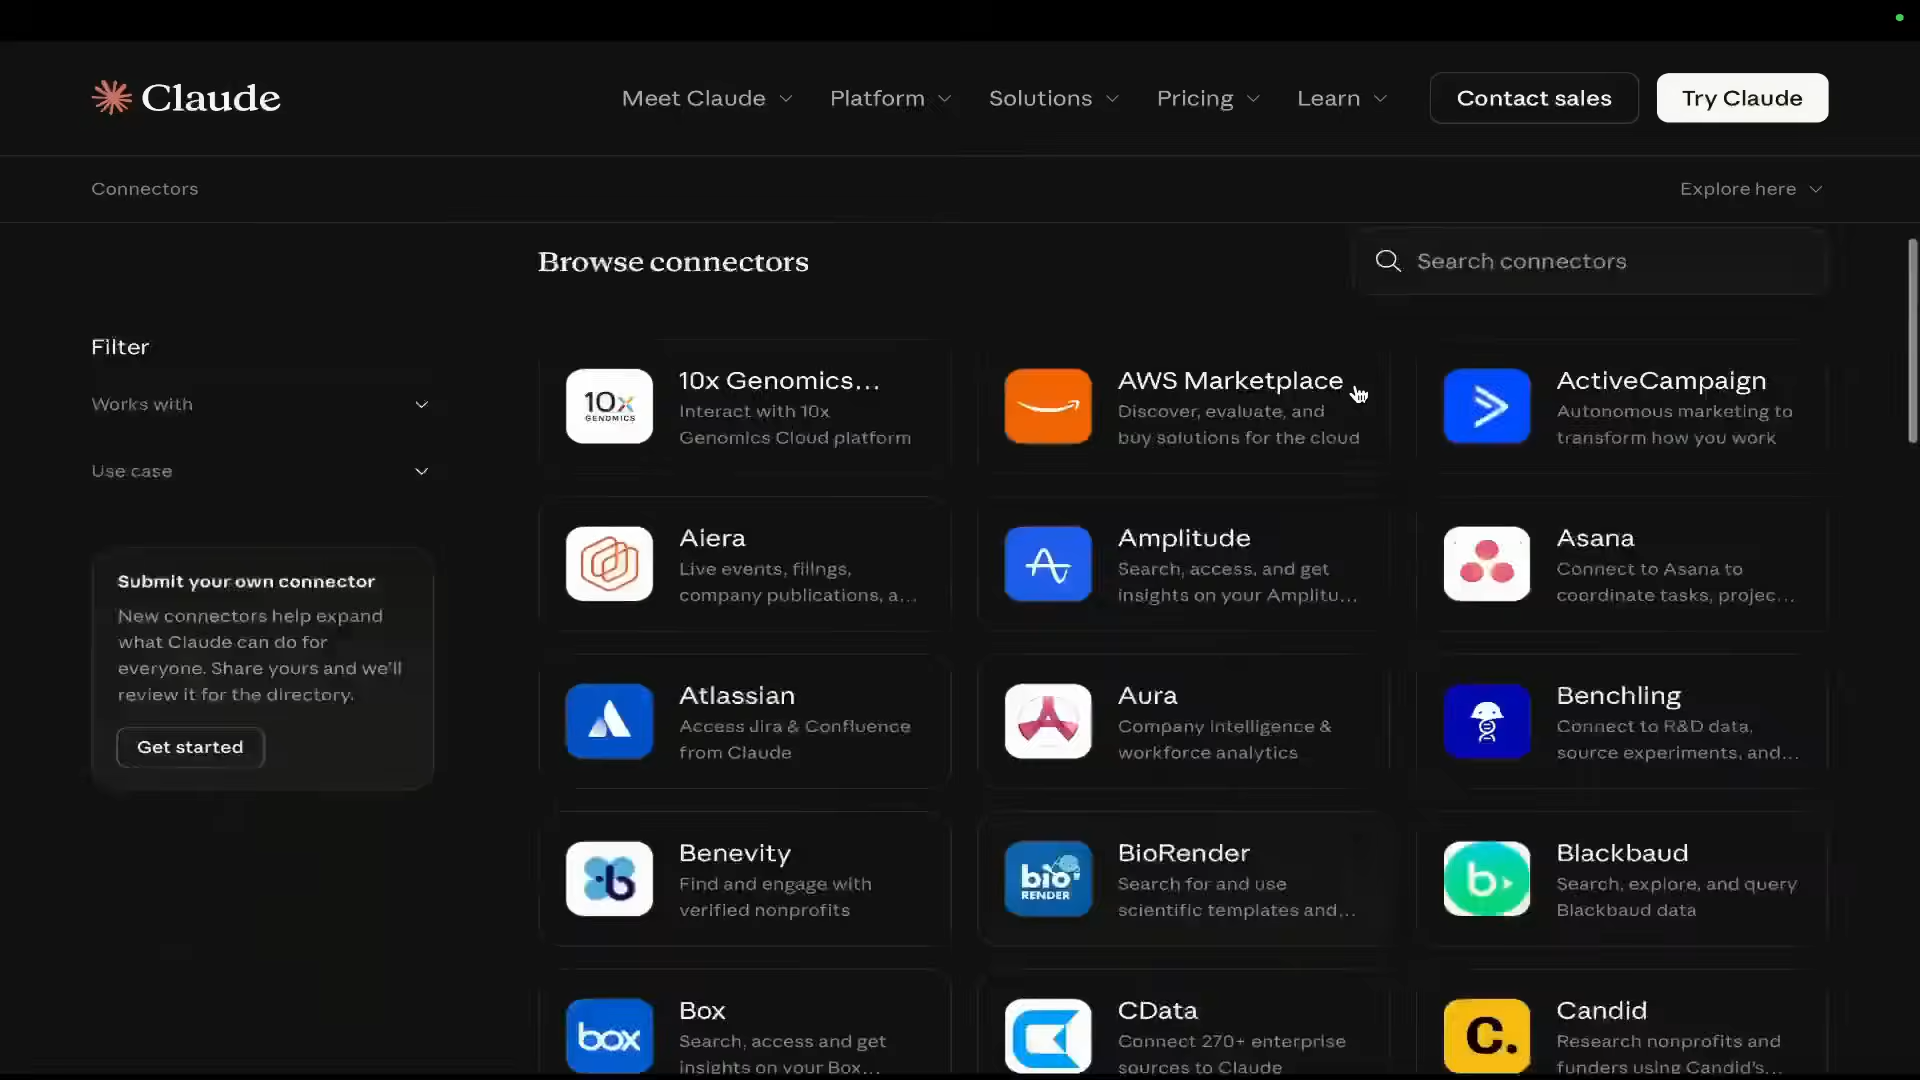 Claude
Meet Claude
Platform
Solutions
Pricing
Learn
Contact sales
Try Claude
Connectors
Explore here
Browse connectors
Search connectors
Filter
Works with
Use case
Submit your own connector
New connectors help expand
what Claude can do for
everyone. Share yours and we'll
review it for the directory.
Get started
10x
GENOMICS
10x Genomics...
Interact with 10x
Genomics Cloud platform
AWS Marketplace
Discover, evaluate, and
buy solutions for the cloud
ActiveCampaign
Autonomous marketing to
transform how you work
Aiera
Live events, filings,
company publications, a...
Amplitude
Search, access, and get
insights on your Amplitu...
Asana
Connect to Asana to
coordinate tasks, projec...
Atlassian
Access Jira & Confluence
from Claude
Aura
Company intelligence &
workforce analytics
Benchling
Connect to R&D data,
source experiments, and...
b
Benevity
Find and engage with
verified nonprofits
bio
RENDER
BioRender
Search for and use
scientific templates and...
b
Blackbaud
Search, explore, and query
Blackbaud data
box
Box
Search, access and get
insights on your Box...
CData
Connect 270+ enterprise
sources to Claude
C.
Candid
Research nonprofits and
funders using Candid's...